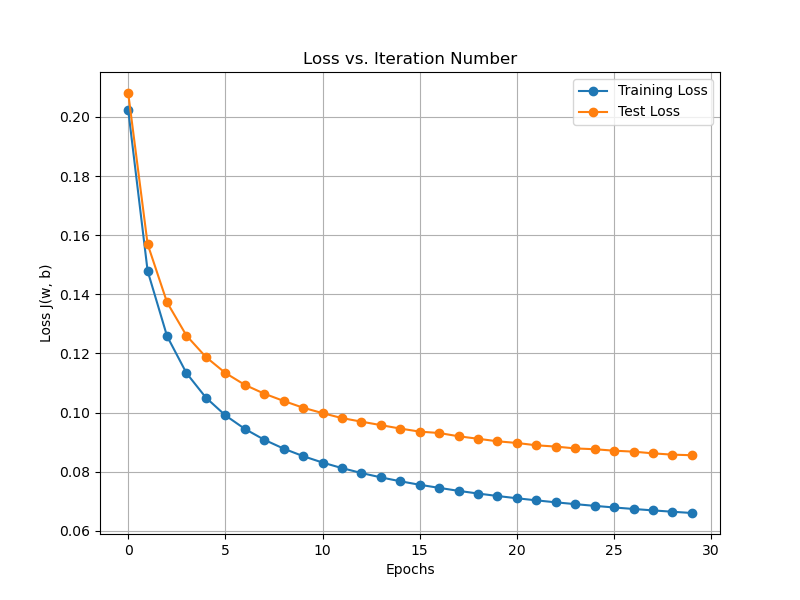 Loss vs. Iteration Number
Training Loss
Test Loss
0.20
0.18
0.16
0.14
0.12
0.10
0.08
0.06
Loss J(w, b)
0 5 10 15 20 25 30
Epochs